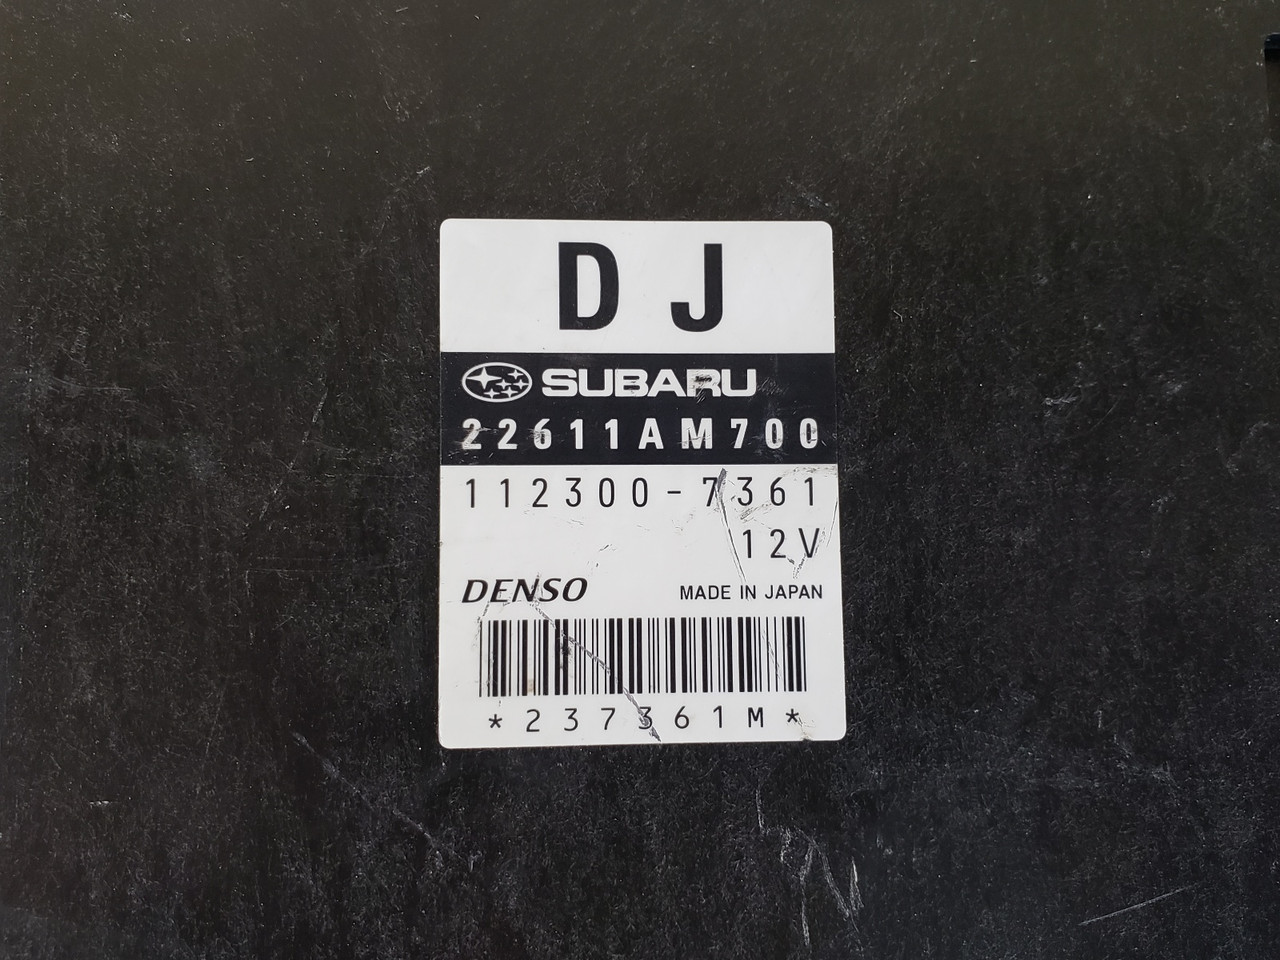 D J
SUBARU
22611AM700
112300-7361
12V
DENSO MADE IN JAPAN
*237361M*